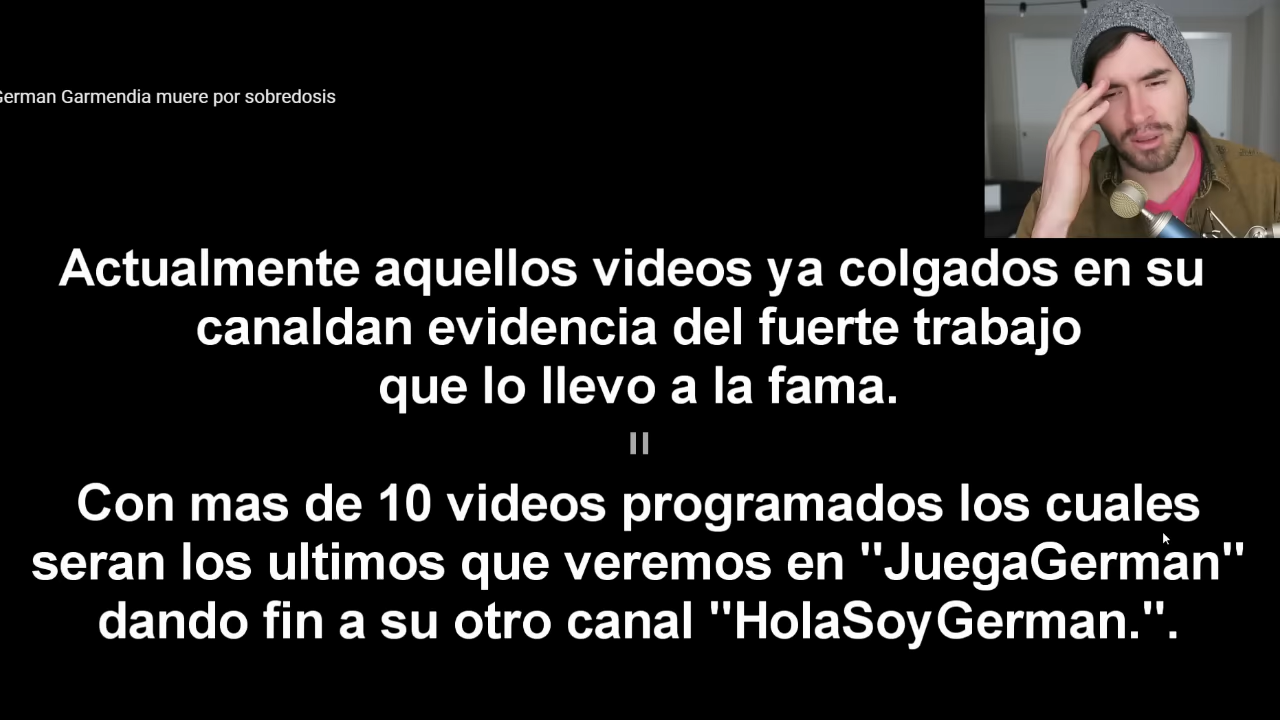 German Garmendia muere por sobredosis
Actualmente aquellos videos ya colgados en su
canaldan evidencia del fuerte trabajo
que lo llevo a la fama.
Con mas de 10 videos programados los cuales
seran los ultimos que veremos en "JuegaGerman"
dando fin a su otro canal "HolaSoyGerman.".